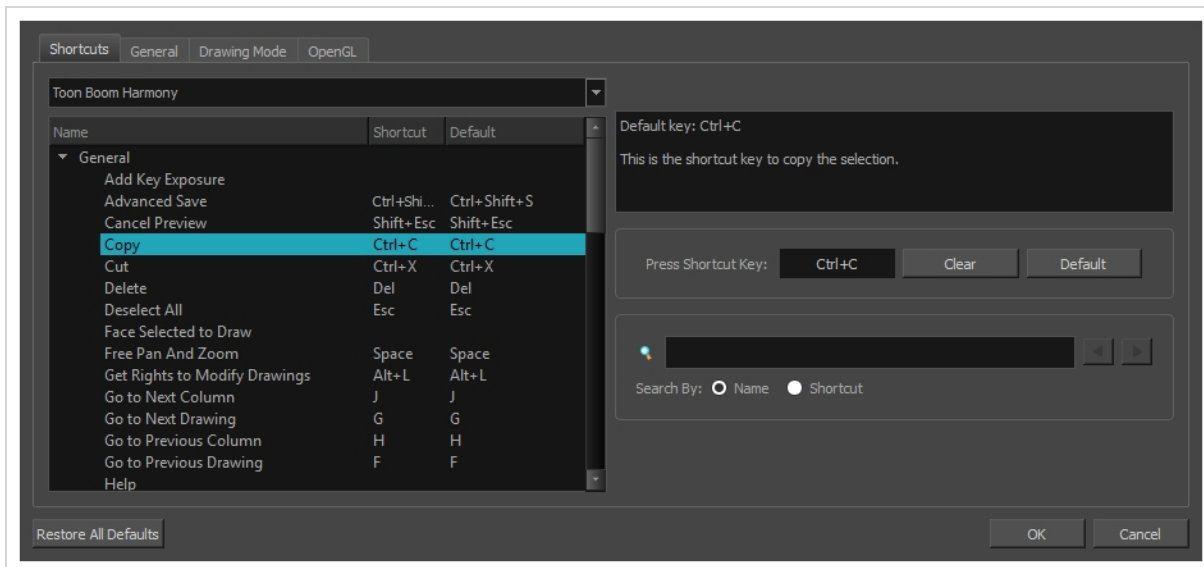 Shortcuts General Drawing Mode OpenGL
Toon Boom Harmony
Name Shortcut Default
General
Add Key Exposure
Advanced Save Ctrl+Shi... Ctrl+Shift+S
Cancel Preview Shift+Esc Shift+Esc
Copy Ctrl+C Ctrl+C
Cut Ctrl+X Ctrl+X
Delete Del Del
Deselect All Esc Esc
Face Selected to Draw
Free Pan And Zoom Space Space
Get Rights to Modify Drawings Alt+L Alt+L
Go to Next Column J J
Go to Next Drawing G G
Go to Previous Column H H
Go to Previous Drawing F F
Help
Default key: Ctrl+C
This is the shortcut key to copy the selection.
Press Shortcut Key: Ctrl+C Clear Default
Search By: Name Shortcut
Restore All Defaults OK Cancel